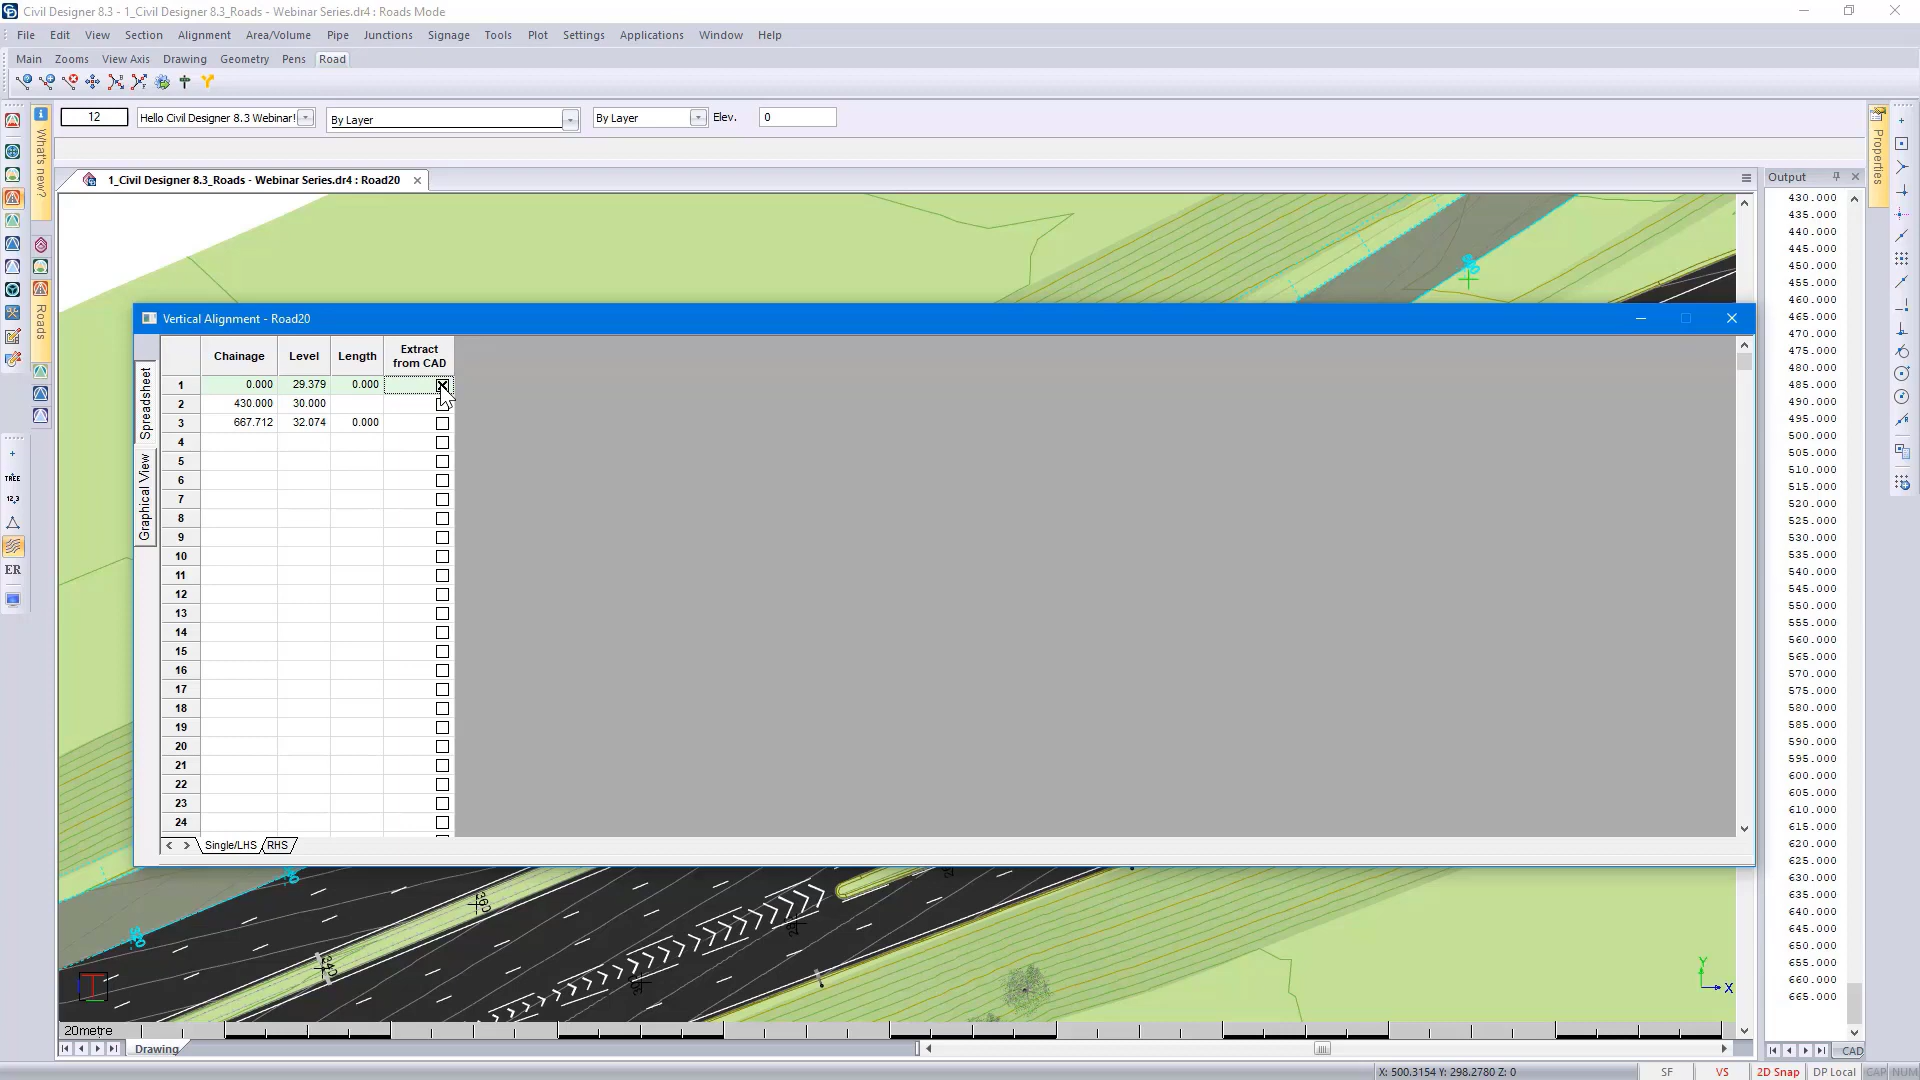 Civil Designer 8.3 - 1_Civil Designer 8.3_Roads - Webinar Series.dr4 : Roads Mode
File Edit View Section Alignment Area/Volume Pipe Junctions Signage Tools Plot Settings Applications Window Help
Main Zooms View Axis Drawing Geometry Pens Road
12 Hello Civil Designer 8.3 Webinar! By Layer By Layer Elev. 0
What's new?
Roads
TREE
12.3
ER
1_Civil Designer 8.3_Roads - Webinar Series.dr4 : Road20
Vertical Alignment - Road20
Spreadsheet
Graphical View
Chainage Level Length Extract
from CAD
1 0.000 29.379 0.000
2 430.000 30.000
3 667.712 32.074 0.000
4
5
6
7
8
9
10
11
12
13
14
15
16
17
18
19
20
21
22
23
24
Single/LHS RHS
360
340
Y
X
20metre
Drawing
Properties
Output
430.000
435.000
440.000
445.000
450.000
455.000
460.000
465.000
470.000
475.000
480.000
485.000
490.000
495.000
500.000
505.000
510.000
515.000
520.000
525.000
530.000
535.000
540.000
545.000
550.000
555.000
560.000
565.000
570.000
575.000
580.000
585.000
590.000
595.000
600.000
605.000
610.000
615.000
620.000
625.000
630.000
635.000
640.000
645.000
650.000
655.000
660.000
665.000
CAD
X: 500.3154 Y: 298.2780 Z: 0 SF VS 2D Snap DP Local CAP NUM